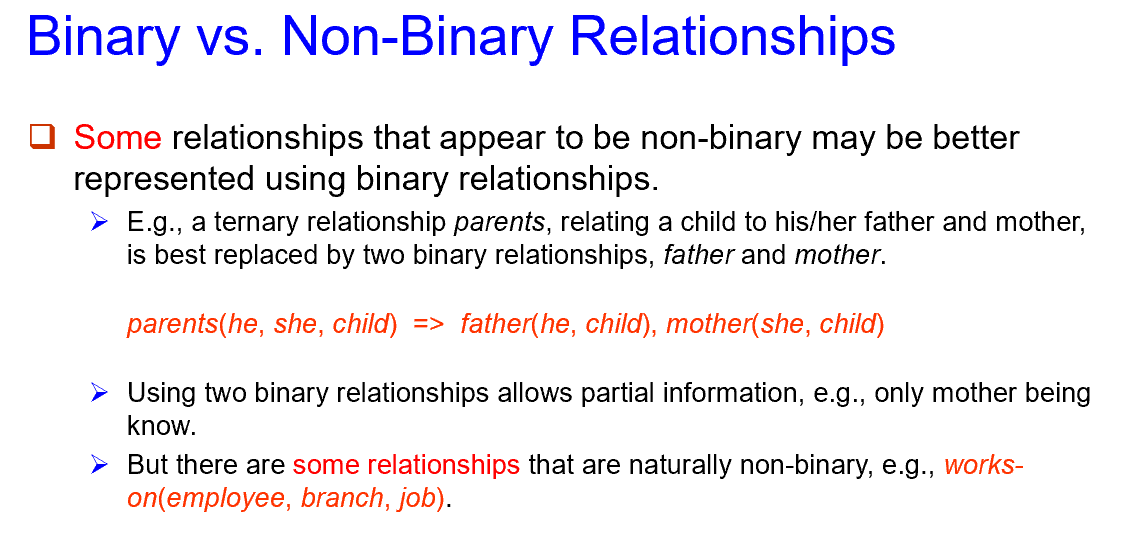 Binary vs. Non-Binary Relationships
Some relationships that appear to be non-binary may be better
represented using binary relationships.
E.g., a ternary relationship parents, relating a child to his/her father and mother,
is best replaced by two binary relationships, father and mother.
parents(he, she, child) => father(he, child), mother(she, child)
Using two binary relationships allows partial information, e.g., only mother being
know.
But there are some relationships that are naturally non-binary, e.g., works-
on(employee, branch, job).